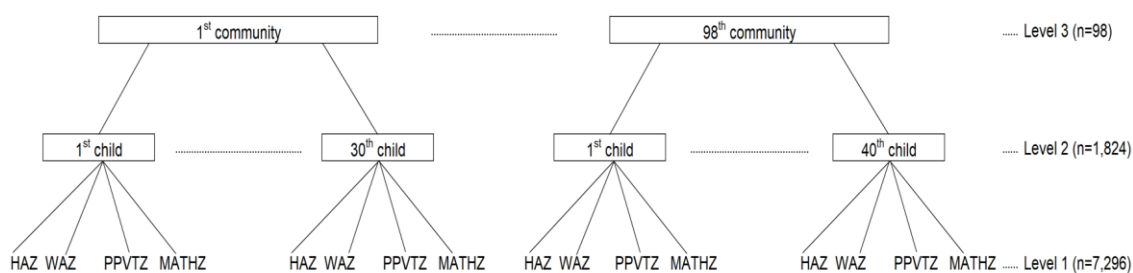 1st community 98th community Level 3 (n=98)
1st child 30th child 1st child 40th child Level 2 (n=1,824)
HAZ WAZ PPVTZ MATHZ HAZ WAZ PPVTZ MATHZ HAZ WAZ PPVTZ MATHZ HAZ WAZ PPVTZ MATHZ Level 1 (n=7,296)